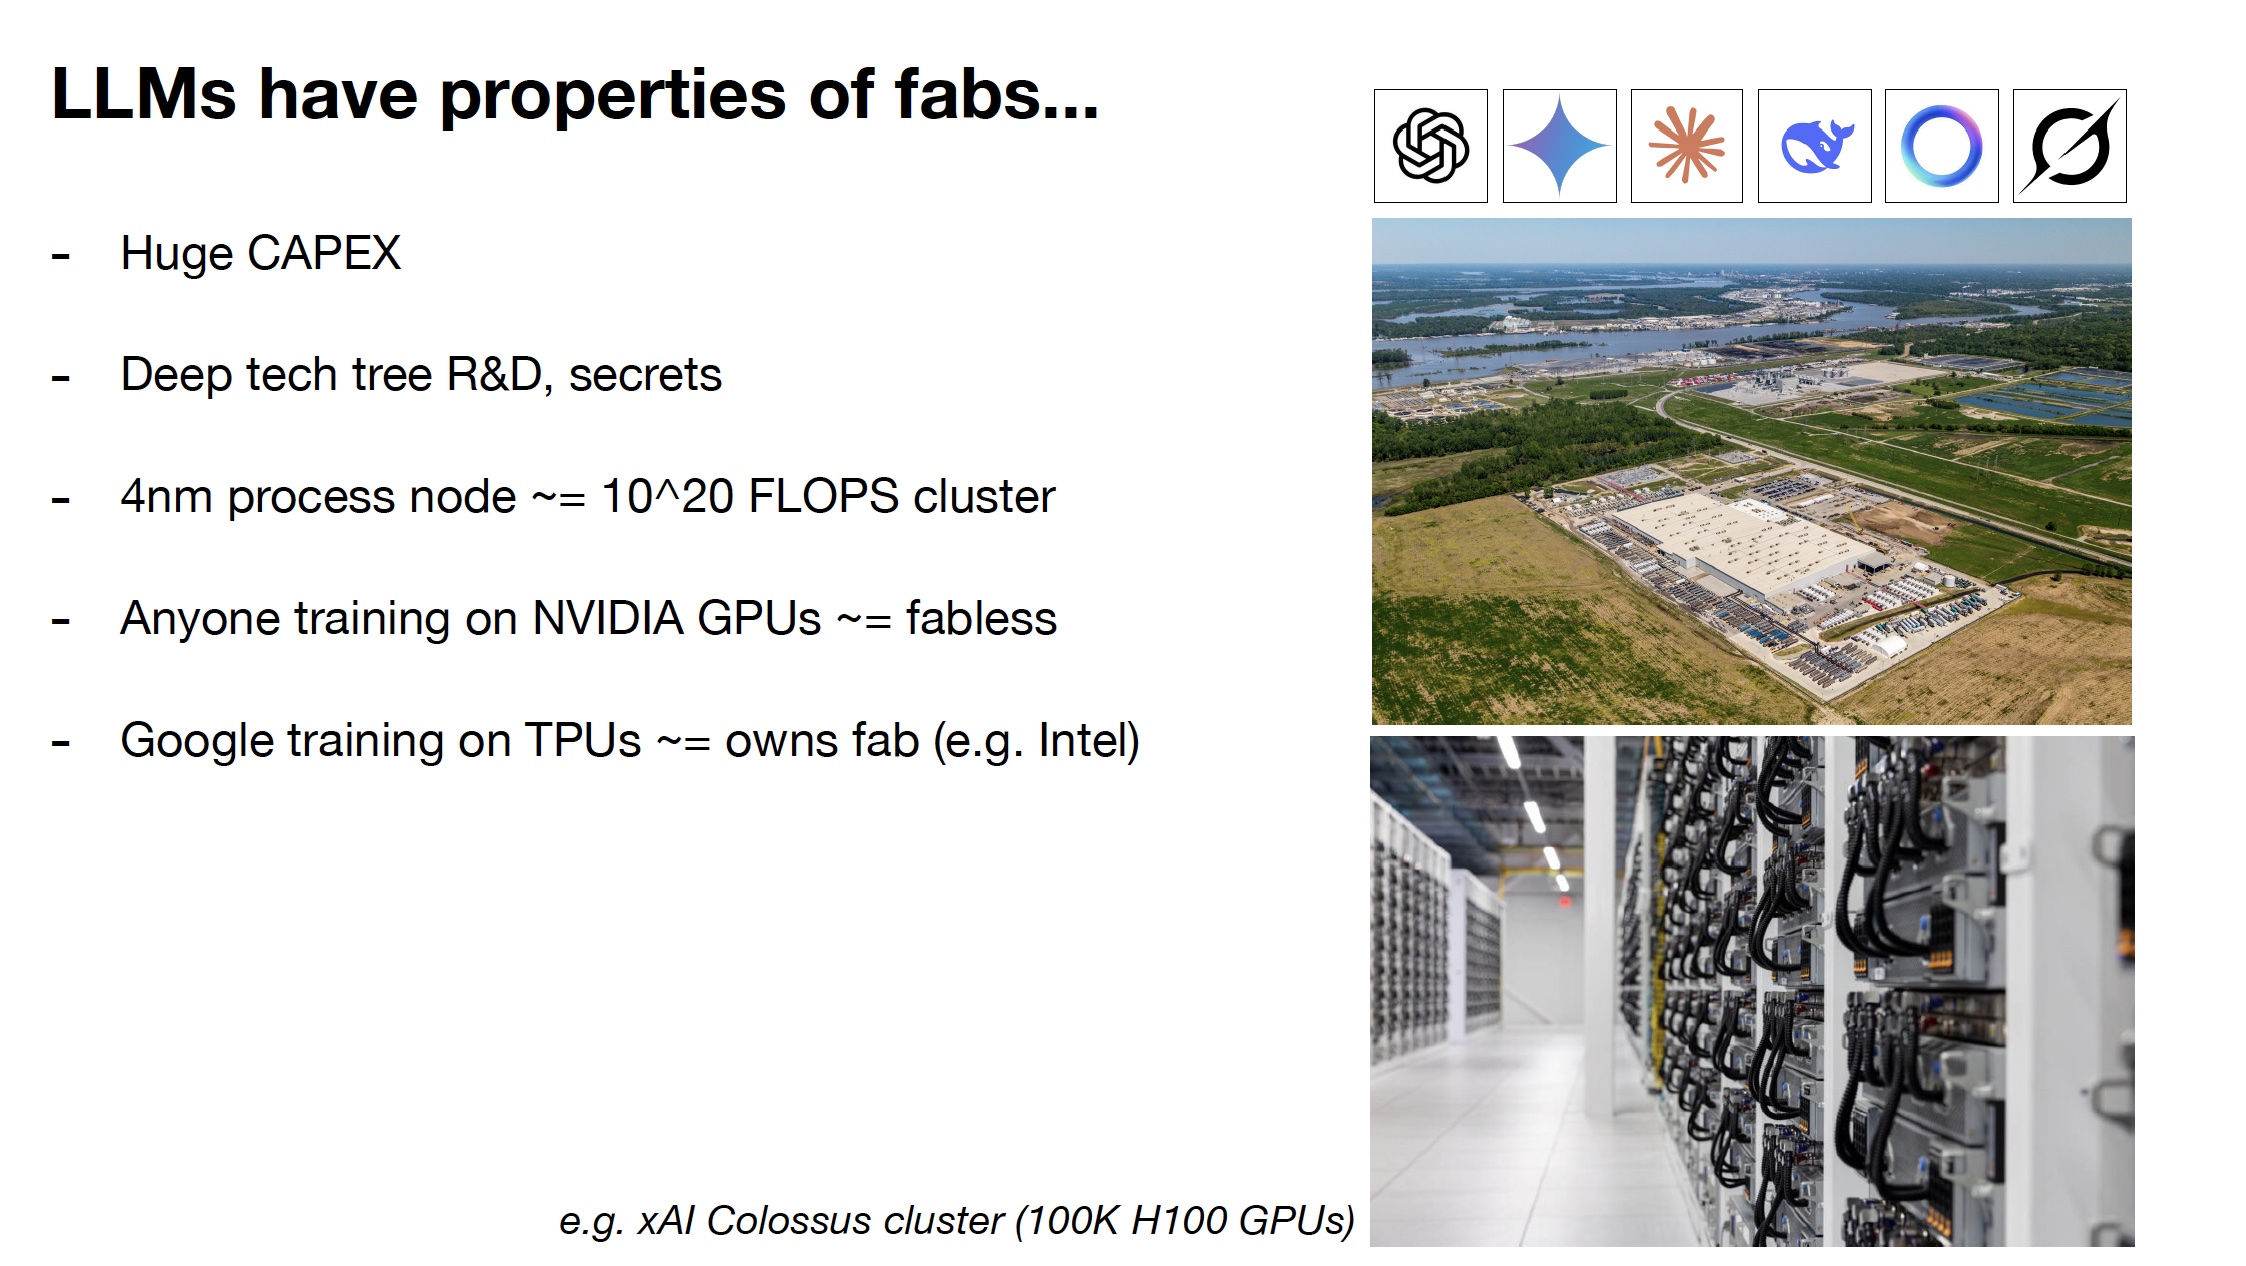 LLMs have properties of fabs...
- Huge CAPEX
- Deep tech tree R&D, secrets
- 4nm process node ~= 10^20 FLOPS cluster
- Anyone training on NVIDIA GPUs ~= fabless
- Google training on TPUs ~= owns fab (e.g. Intel)
e.g. xAI Colossus cluster (100K H100 GPUs)